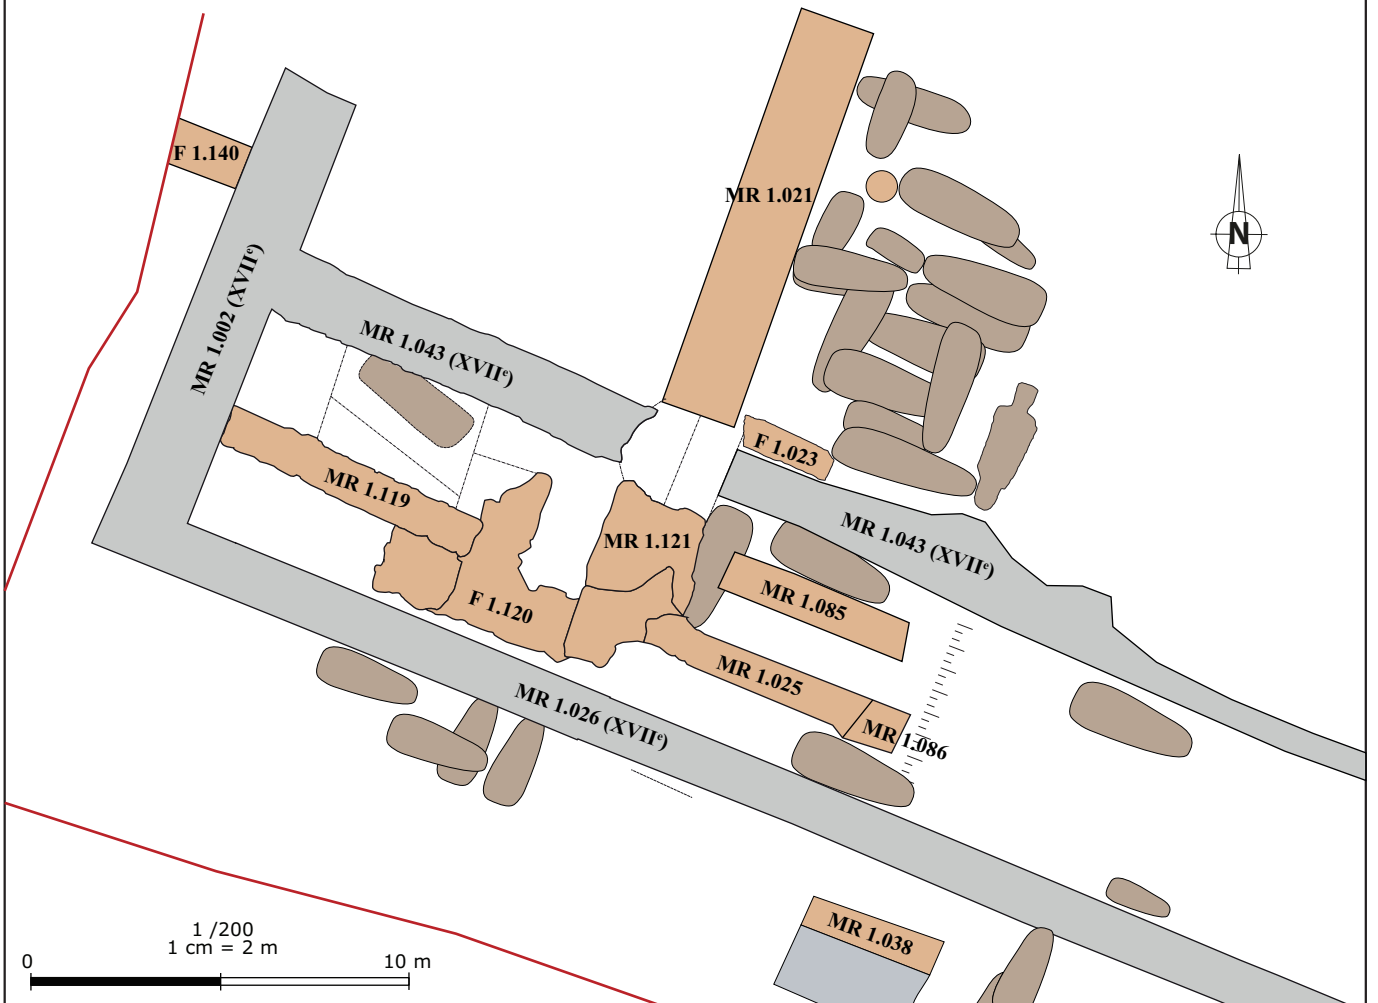 F 1.140
MR 1.021
N
MR 1.002 (XVIIᵉ)
MR 1.043 (XVIIᵉ)
F 1.023
MR 1.119
MR 1.121
MR 1.043 (XVIIᵉ)
F 1.120
MR 1.085
MR 1.025
MR 1.026 (XVIIᵉ)
MR 1.086
MR 1.038
1 /200
1 cm = 2 m
0 10 m